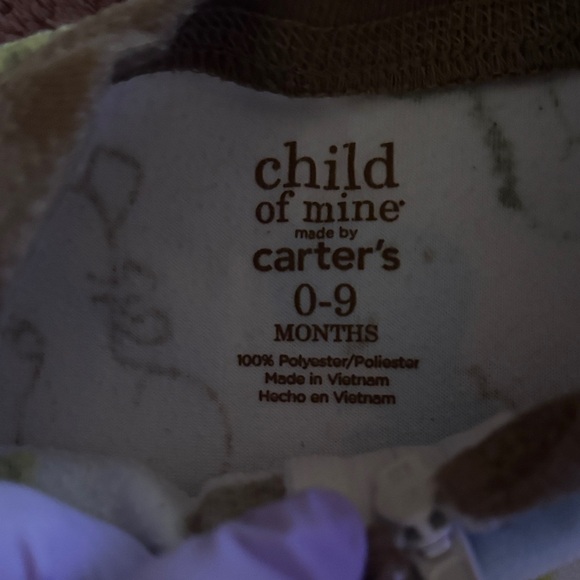 child
of mine
made by
carter's
0-9
MONTHS
100% Polyester/Poliester
Made in Vietnam
Hecho en Vietnam